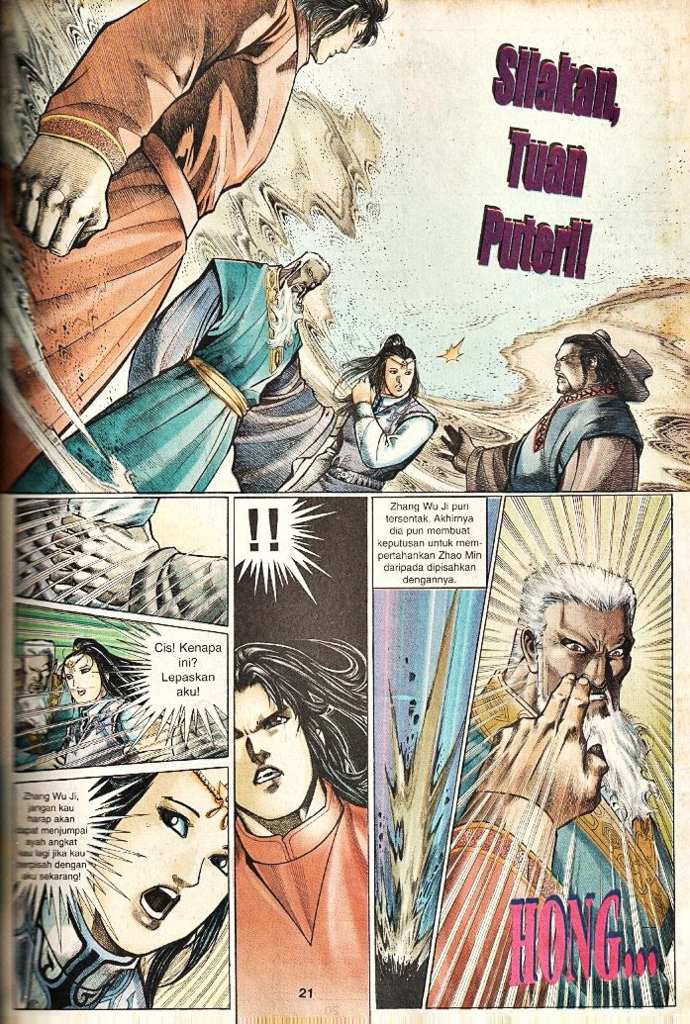 Silakan,
Tuan
Puteri!
Cis! Kenapa
ini?
Lepaskan
aku!
Zhang Wu Ji,
jangan kau
harap akan
dapat menjumpai
ayah angkat
kau lagi jika kau
berpisah dengan
aku sekarang!
!!
Zhang Wu Ji pun
tersentak. Akhirnya
dia pun membuat
keputusan untuk mem-
pertahankan Zhao Min
daripada dipisahkan
dengannya.
HONG...
21